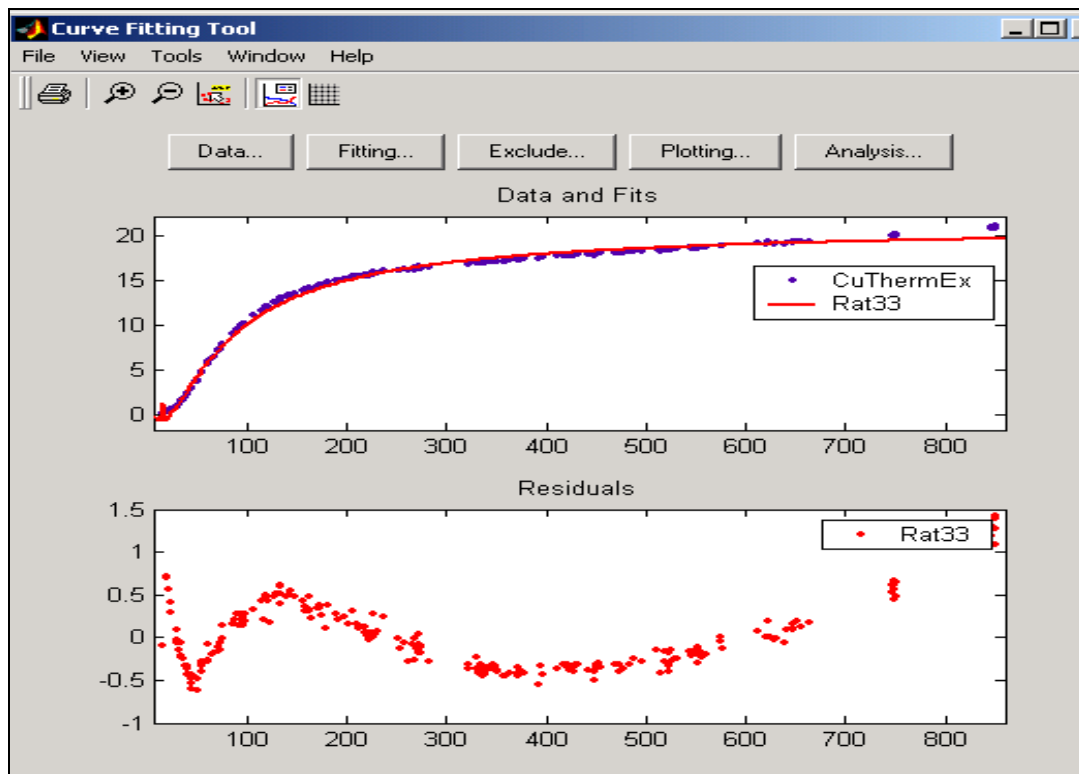 Curve Fitting Tool
File View Tools Window Help
Data... Fitting... Exclude... Plotting... Analysis...
Data and Fits
20
15
10
5
0
CuThermEx
Rat33
100 200 300 400 500 600 700 800
Residuals
1.5
1
0.5
0
-0.5
-1
Rat33
100 200 300 400 500 600 700 800